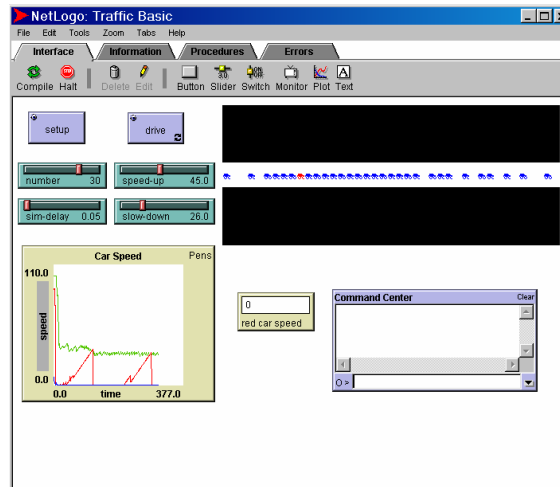 NetLogo: Traffic Basic
File Edit Tools Zoom Tabs Help
Interface Information Procedures Errors
Compile Halt Delete Edit Button Slider Switch Monitor Plot Text
setup
drive
number 30
speed-up 45.0
sim-delay 0.05
slow-down 26.0
Car Speed Pens
110.0
speed
0.0
0.0 time 377.0
0
red car speed
Command Center Clear
O >